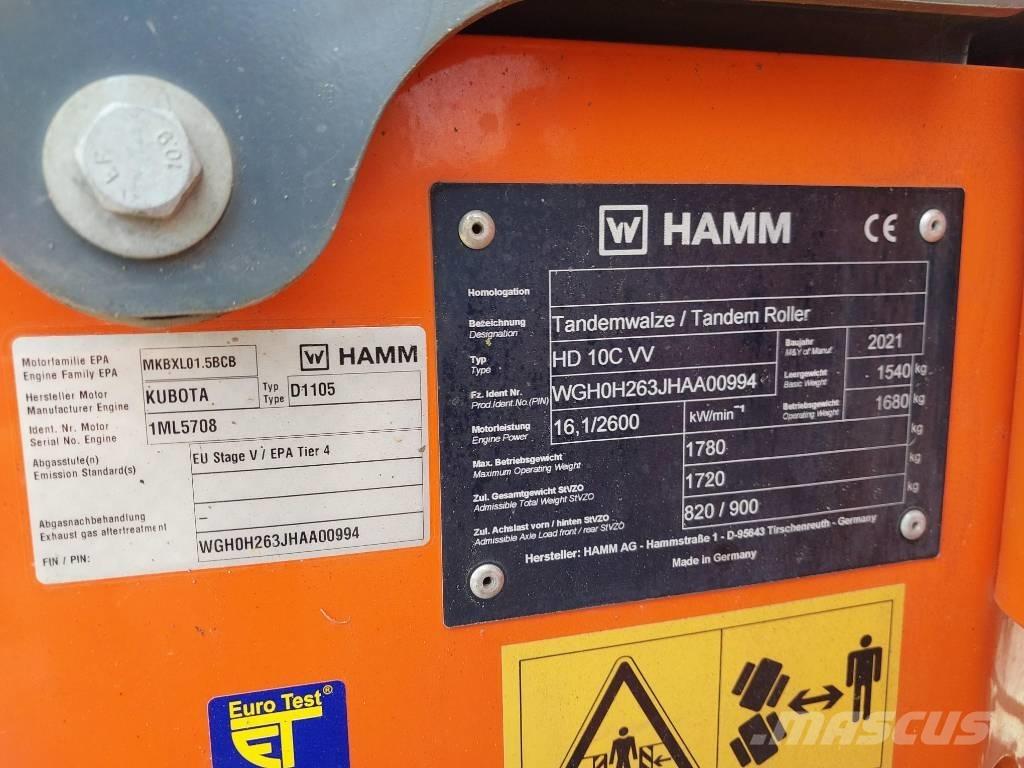 109
HAMM
CE
Homologation
Bezeichnung
Designation
Tandemwalze / Tandem Roller
Typ
Type
HD 10C VV
Baujahr
M&Y of Manuf.
2021
Fz. Ident Nr.
Prod.Ident.No.(PIN)
WGH0H263JHAA00994
Leergewicht
Basic Weight
1540 kg
Motorleistung
Engine Power
16,1/2600
kW/min⁻¹
Betriebsgewicht
Operating Weight
1680 kg
Max. Betriebsgewicht
Maximum Operating Weight
1780 kg
Zul. Gesamtgewicht StVZO
Admissible Total Weight StVZO
1720 kg
Zul. Achslast vorn / hinten StVZO
Admissible Axle Load front / rear StVZO
820 / 900 kg
Hersteller: HAMM AG - Hammstraße 1 - D-95643 Tirschenreuth - Germany
Made in Germany
HAMM
Motorfamilie EPA
Engine Family EPA
MKBXL01.5BCB
Hersteller Motor
Manufacturer Engine
KUBOTA
Typ
Type
D1105
Ident. Nr. Motor
Serial No. Engine
1ML5708
Abgasstufe(n)
Emission Standard(s)
EU Stage V / EPA Tier 4
Abgasnachbehandlung
Exhaust gas aftertreatment
–
FIN / PIN:
WGH0H263JHAA00994
Euro Test®
ET
MASCUS